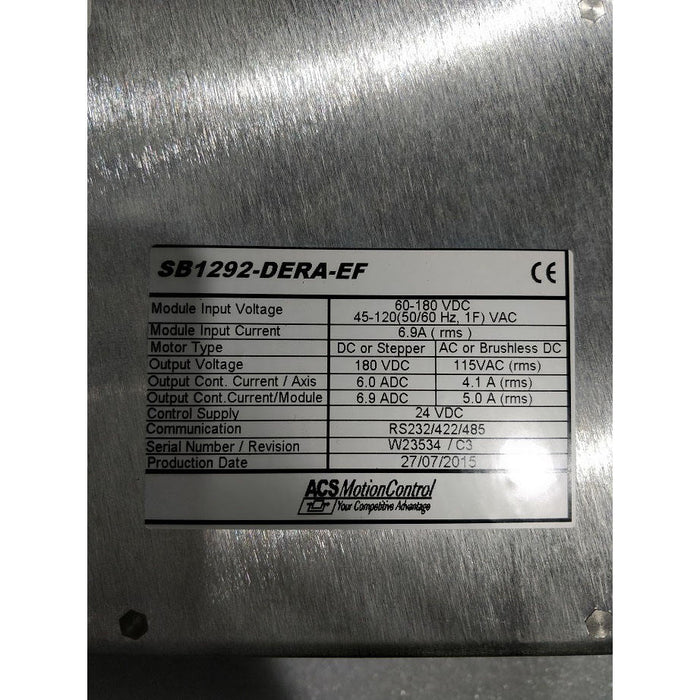 SB1292-DERA-EF CE
Module Input Voltage 60-180 VDC
45-120(50/60 Hz, 1F) VAC
Module Input Current 6.9A ( rms )
Motor Type DC or Stepper AC or Brushless DC
Output Voltage 180 VDC 115VAC (rms)
Output Cont. Current / Axis 6.0 ADC 4.1 A (rms)
Output Cont.Current/Module 6.9 ADC 5.0 A (rms)
Control Supply 24 VDC
Communication RS232/422/485
Serial Number / Revision W23534 / C3
Production Date 27/07/2015
ACS MotionControl
Your Competitive Advantage